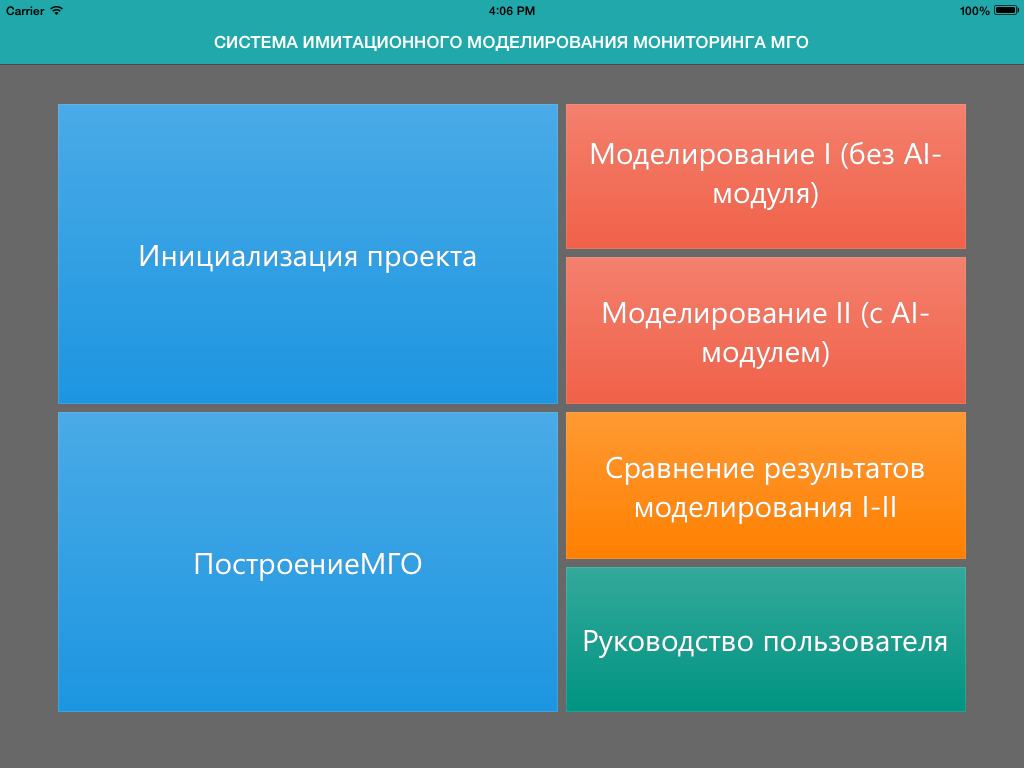 Carrier 4:06 PM 100%
СИСТЕМА ИМИТАЦИОННОГО МОДЕЛИРОВАНИЯ МОНИТОРИНГА МГО
Инициализация проекта
ПостроениеМГО
Моделирование I (без AI-
модуля)
Моделирование II (с AI-
модулем)
Сравнение результатов
моделирования I-II
Руководство пользователя